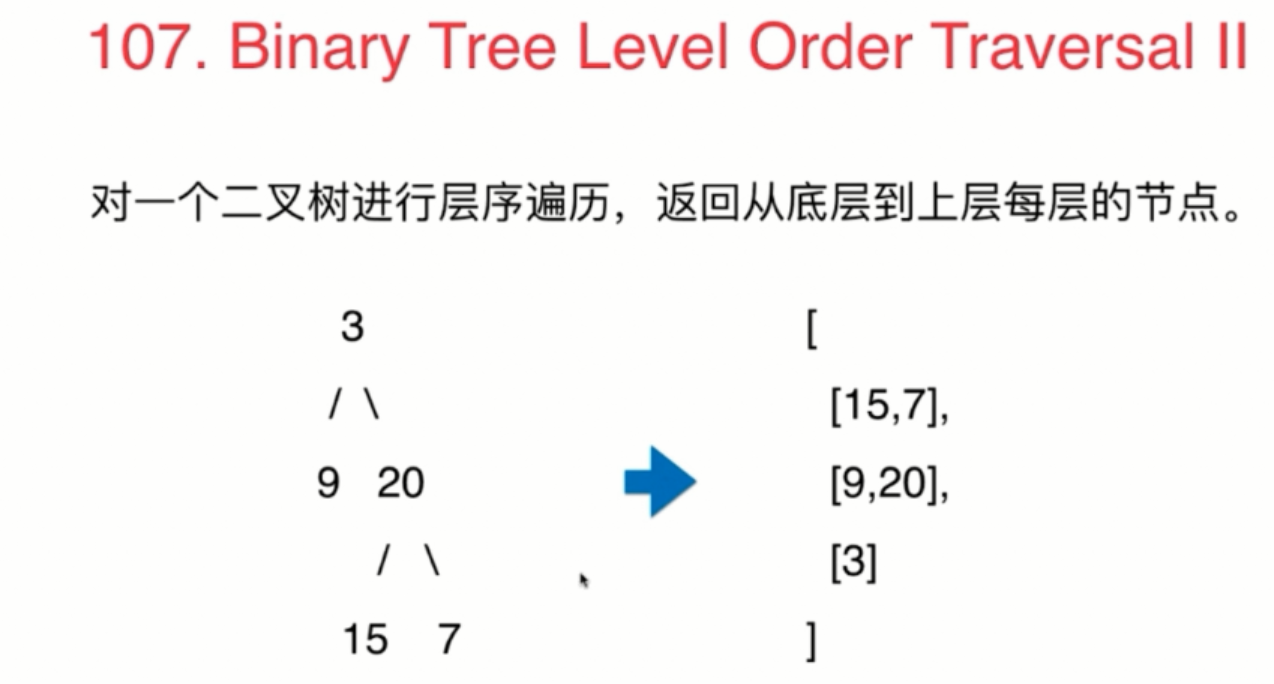 107. Binary Tree Level Order Traversal II
对一个二叉树进行层序遍历，返回从底层到上层每层的节点。
3 [
/ \ [15,7],
9 20 [9,20],
/ \ [3]
15 7 ]